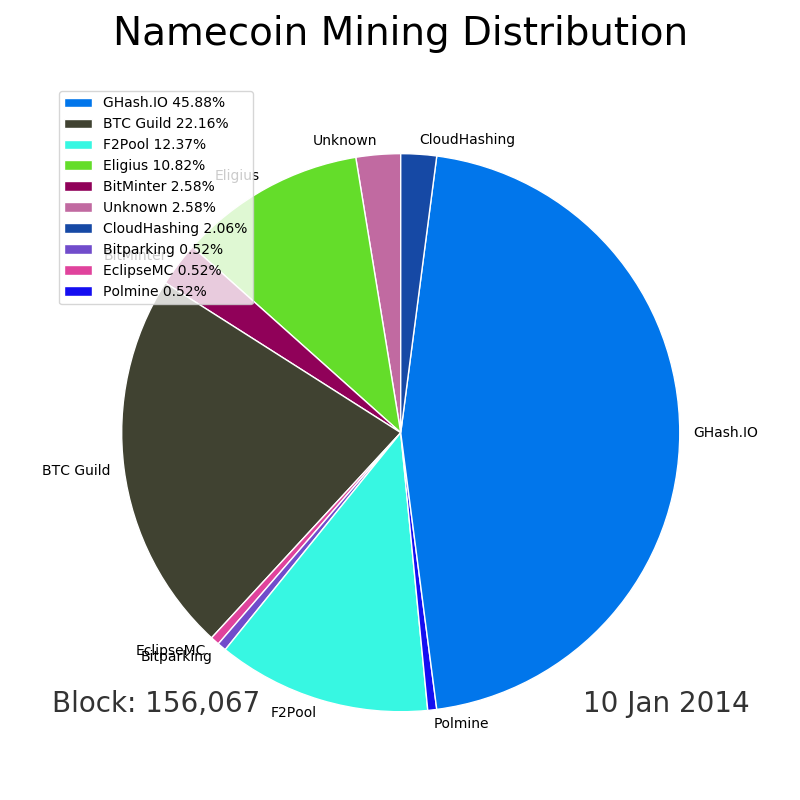 Namecoin Mining Distribution
GHash.IO 45.88%
BTC Guild 22.16%
F2Pool 12.37%
Eligius 10.82%
BitMinter 2.58%
Unknown 2.58%
CloudHashing 2.06%
Bitparking 0.52%
EclipseMC 0.52%
Polmine 0.52%
Unknown
CloudHashing
Eligius
BitMinter
GHash.IO
BTC Guild
EclipseMC
Bitparking
F2Pool
Polmine
Block: 156,067
10 Jan 2014